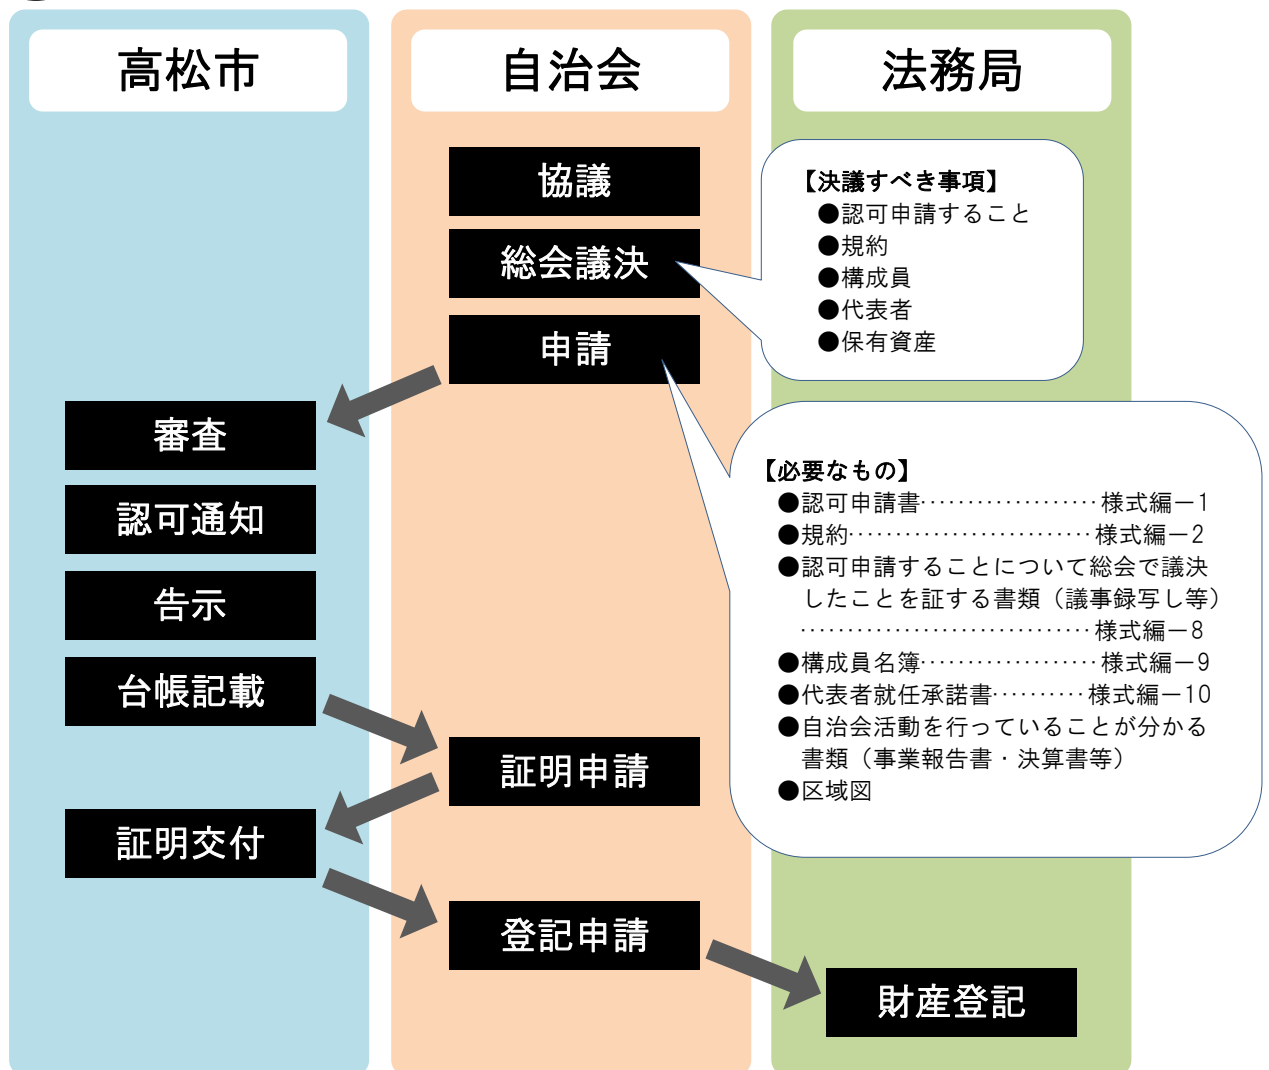 高松市
自治会
法務局
協議
総会議決
申請
【決議すべき事項】
●認可申請すること
●規約
●構成員
●代表者
●保有資産
審査
認可通知
告示
台帳記載
【必要なもの】
●認可申請書………………様式編ー1
●規約……………………様式編ー2
●認可申請することについて総会で議決
したことを証する書類（議事録写し等）
…………………………様式編ー8
●構成員名簿………………様式編ー9
●代表者就任承諾書………様式編ー10
●自治会活動を行っていることが分かる
書類（事業報告書・決算書等）
●区域図
証明申請
証明交付
登記申請
財産登記